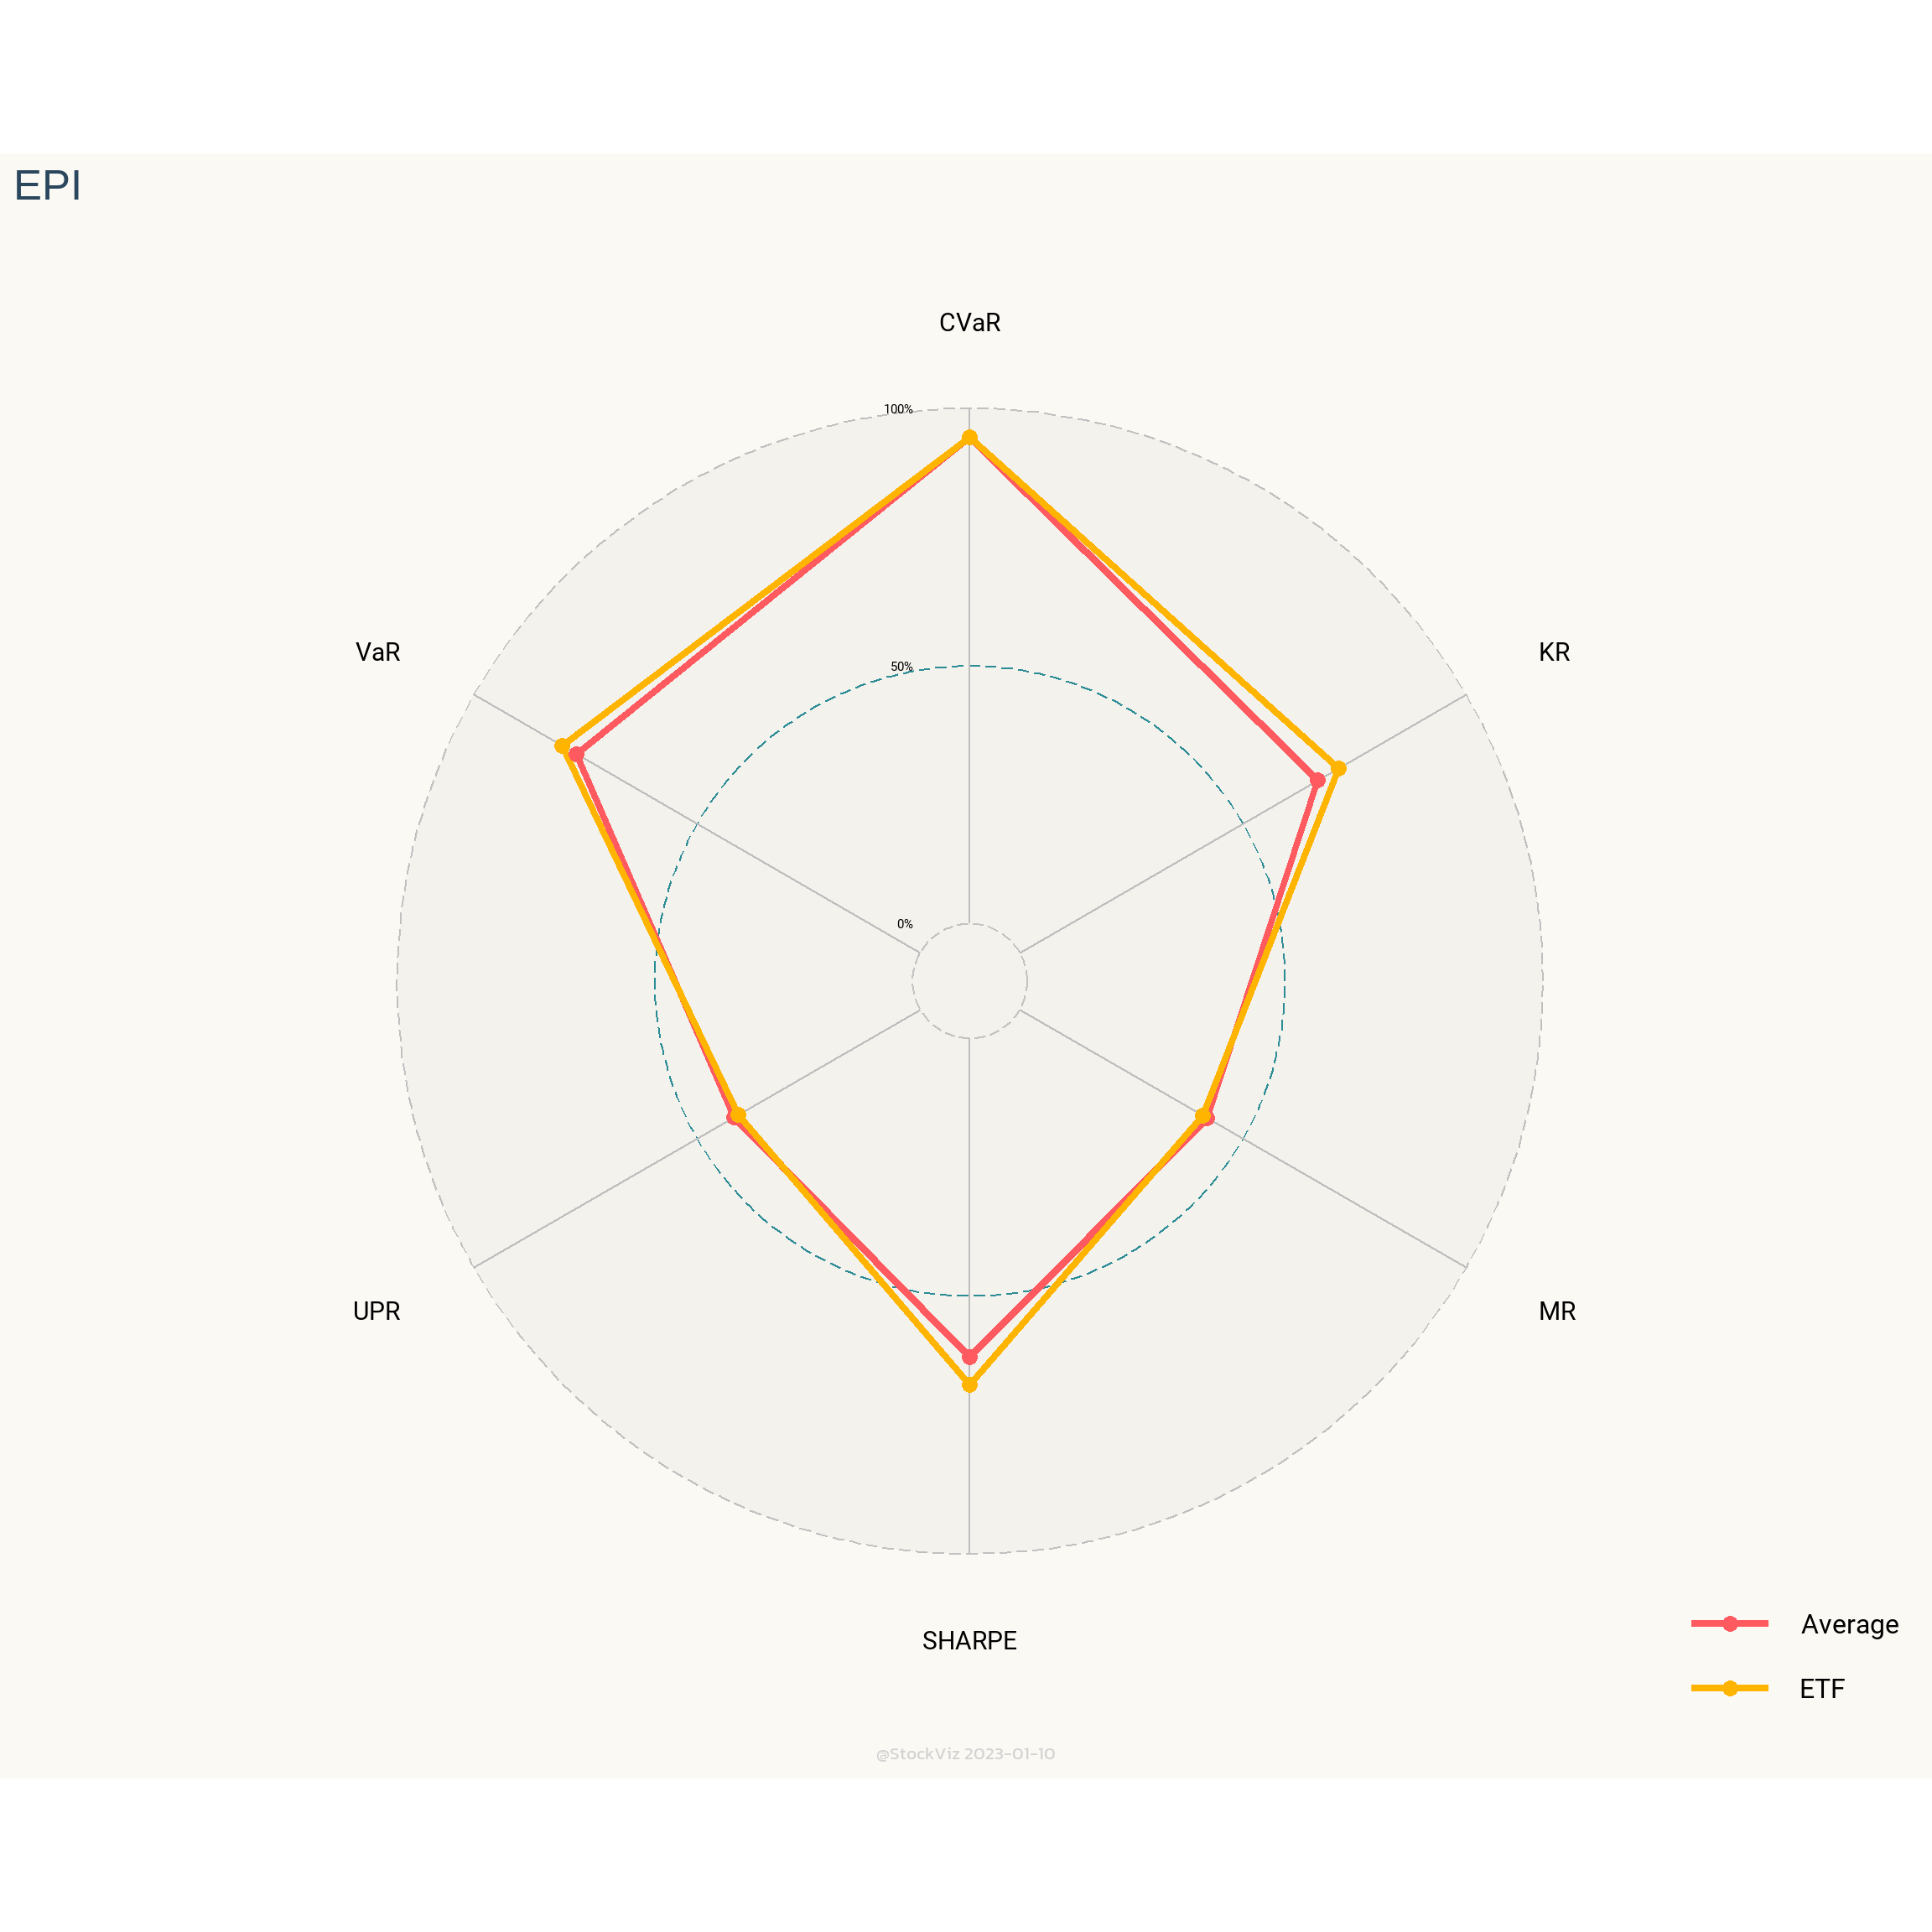 EPI
CVaR
100%
KR
VaR
50%
0%
UPR
MR
SHARPE
Average
ETF
@StockViz 2023-01-10